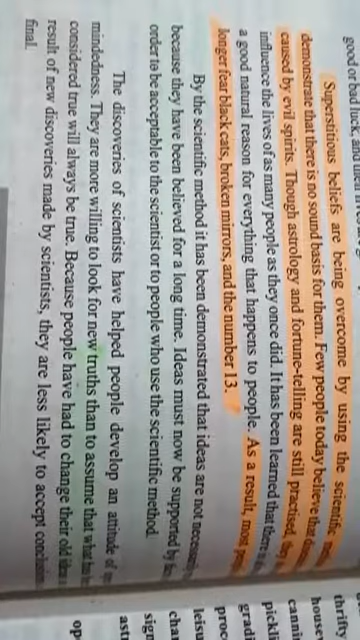 good or bad luck, and
Superstitious beliefs are being overcome by using the scientific
demonstrate that there is no sound basis for them. Few people today believe that
caused by evil spirits. Though astrology and fortune-telling are still practised, they
influence the lives of as many people as they once did. It has been learned that there is
a good natural reason for everything that happens to people. As a result, most
longer fear black cats, broken mirrors, and the number 13.
By the scientific method it has been demonstrated that ideas are not
because they have been believed for a long time. Ideas must now be supported by
order to be acceptable to the scientist or to people who use the scientific method.
The discoveries of scientists have helped people develop an attitude of
mindedness. They are more willing to look for new truths than to assume that what
considered true will always be true. Because people have had to change their old
result of new discoveries made by scientists, they are less likely to accept
final.
thrifty
house
canni
pickli
gradi
proc
leis
cha
sign
astr
op